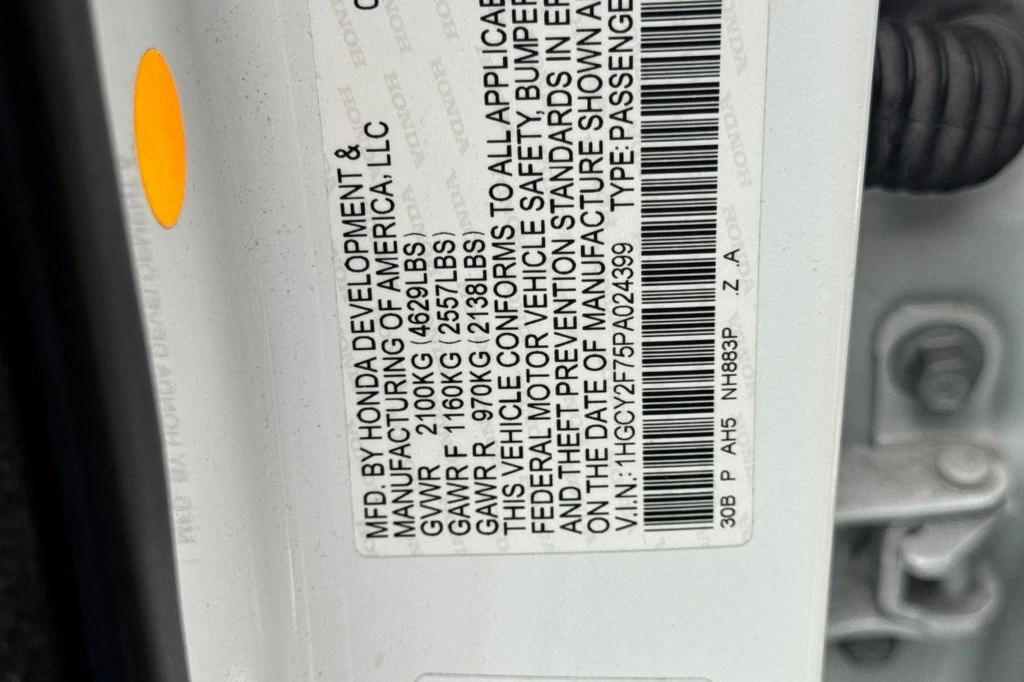 MFD. BY HONDA DEVELOPMENT &
MANUFACTURING OF AMERICA, LLC
GVWR 2100KG (4629LBS)
GAWR F 1160KG (2557LBS)
GAWR R 970KG (2138LBS)
THIS VEHICLE CONFORMS TO ALL APPLICAB
FEDERAL MOTOR VEHICLE SAFETY, BUMPER
AND THEFT PREVENTION STANDARDS IN EF
ON THE DATE OF MANUFACTURE SHOWN A
V.I.N.: 1HGCY2F75PA024399 TYPE: PASSENGE
30B P AH5 NH883P .Z .A